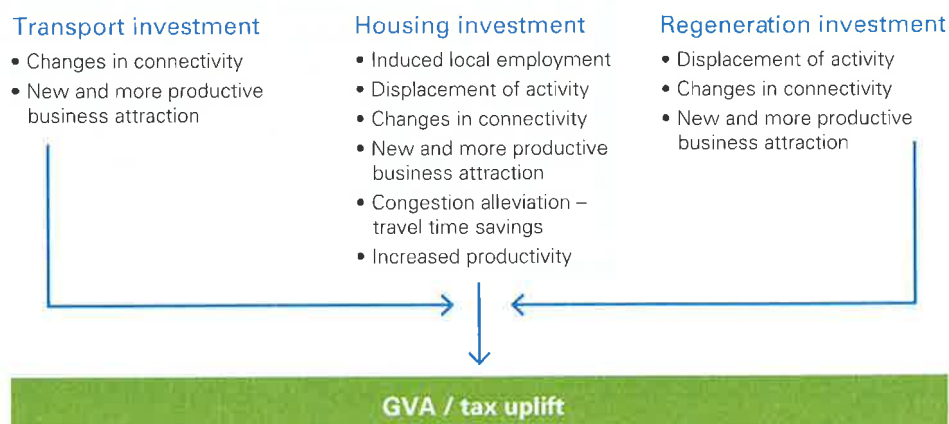 Transport investment
• Changes in connectivity
• New and more productive
business attraction
Housing investment
• Induced local employment
• Displacement of activity
• Changes in connectivity
• New and more productive
business attraction
• Congestion alleviation –
travel time savings
• Increased productivity
Regeneration investment
• Displacement of activity
• Changes in connectivity
• New and more productive
business attraction
GVA / tax uplift